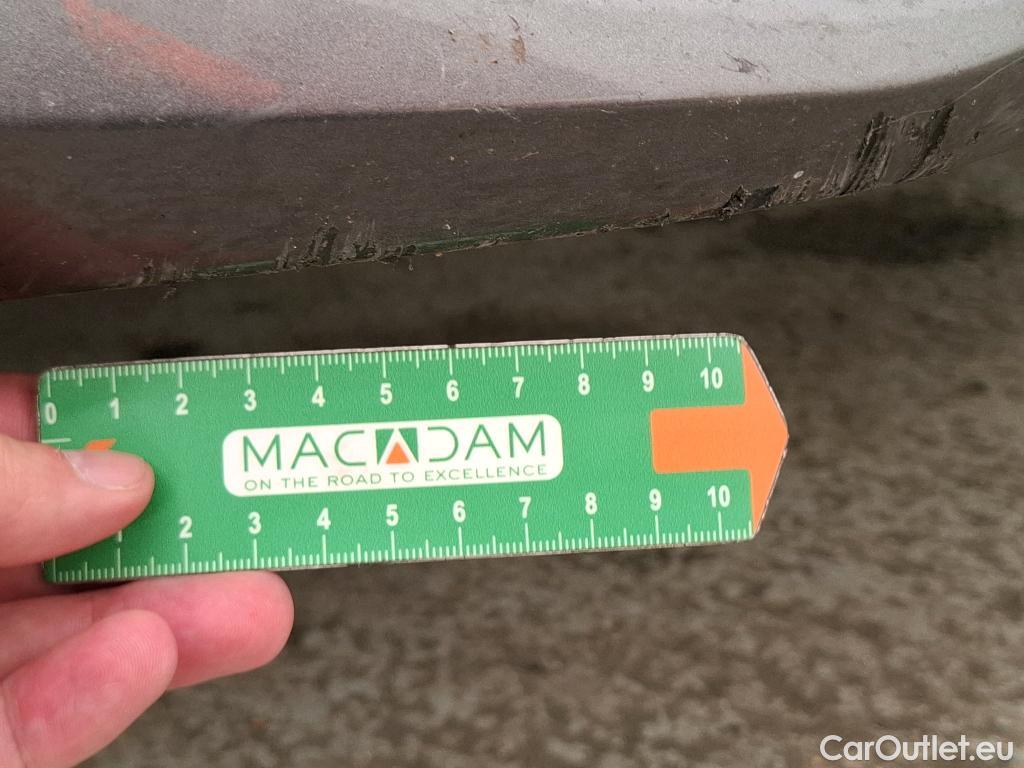 0 1 2 3 4 5 6 7 8 9 10
MACADAM
ON THE ROAD TO EXCELLENCE
1 2 3 4 5 6 7 8 9 10
CarOutlet.eu